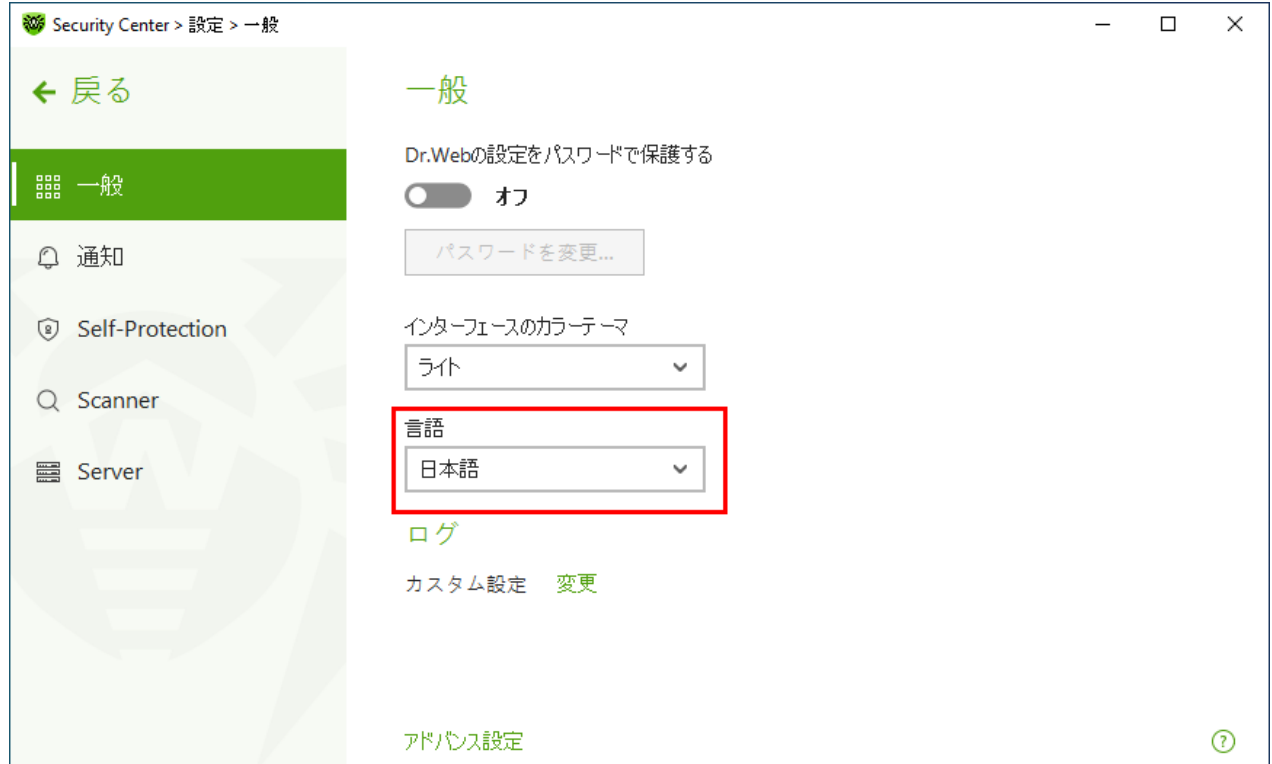 Security Center > 設定 > 一般
戻る
一般
通知
Self-Protection
Scanner
Server
一般
Dr.Webの設定をパスワードで保護する
オフ
パスワードを変更...
インターフェースのカラーテーマ
ライト
言語
日本語
ログ
カスタム設定 変更
アドバンス設定
?